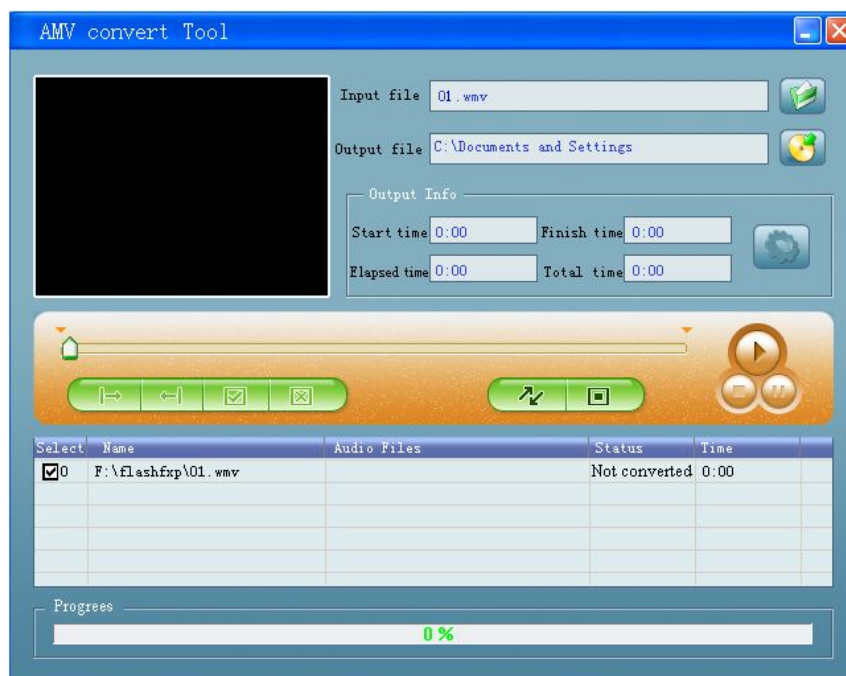 AMV convert Tool
Input file 01.wmv
Output file C:\Documents and Settings
Output Info
Start time 0:00 Finish time 0:00
Elapsed time 0:00 Total time 0:00
Select Name Audio Files Status Time
0 F:\flashfxp\01.wmv Not converted 0:00
Progrees
0%